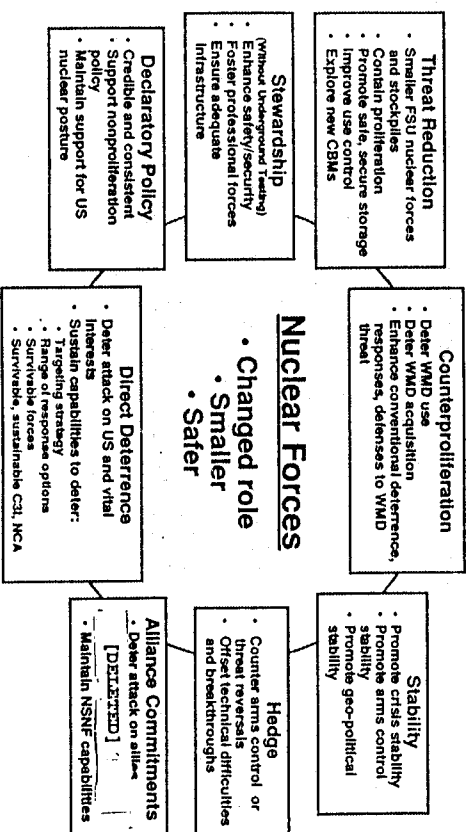 Threat Reduction
• Smaller FSU nuclear forces
and stockpiles
• Contain proliferation
• Promote safe, secure storage
• Improve use control
• Explore new CBMs
Counterproliferation
• Deter WMD use
• Deter WMD acquisition
• Enhance conventional deterrence,
responses, defenses to WMD
threat
Stability
• Promote crisis stability
• Promote arms control
stability
• Promote geo-political
stability
Stewardship
(Without Underground Testing)
• Enhance safety/security
• Foster professional forces
• Ensure adequate
infrastructure
Nuclear Forces
• Changed role
• Smaller
• Safer
Hedge
• Counter arms control or
threat reversals
• Offset technical difficulties
and breakthroughs
Declaratory Policy
• Credible and consistent
• Support nonproliferation
policy
• Maintain support for US
nuclear posture
Direct Deterrence
• Deter attack on US and vital
interests
• Sustain capabilities to deter:
• Targeting strategy
• Range of response options
• Survivable forces
• Survivable, sustainable C3I, NCA
Alliance Commitments
• Deter attack on allies
[DELETED]
• Maintain NSNF capabilities